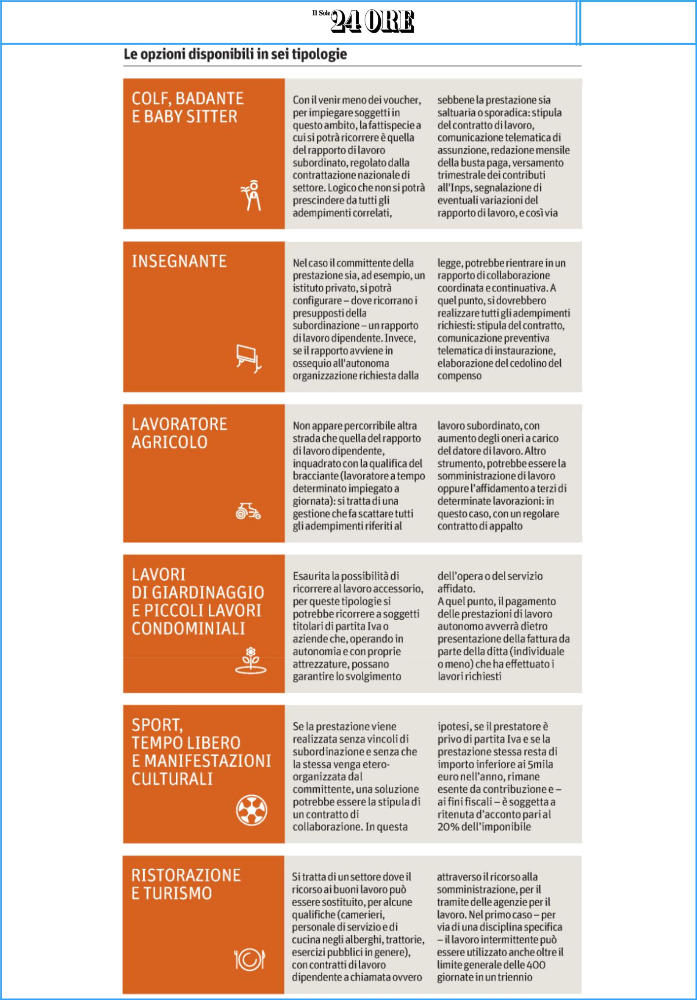 Il Sole 24 ORE
Le opzioni disponibili in sei tipologie
COLF, BADANTE
E BABY SITTER
Con il venir meno dei voucher,
per impiegare soggetti in
questo ambito, la fattispecie a
cui si potrà ricorrere è quella
del rapporto di lavoro
subordinato, regolato dalla
contrattazione nazionale di
settore. Logico che non si potrà
prescindere da tutti gli
adempimenti correlati,
sebbene la prestazione sia
saltuaria o sporadica: stipula
del contratto di lavoro,
comunicazione telematica di
assunzione, redazione mensile
della busta paga, versamento
trimestrale dei contributi
all'Inps, segnalazione di
eventuali variazioni del
rapporto di lavoro, e così via
INSEGNANTE
Nel caso il committente della
prestazione sia, ad esempio, un
istituto privato, si potrà
configurare – dove ricorrano i
presupposti della
subordinazione – un rapporto
di lavoro dipendente. Invece,
se il rapporto avviene in
ossequio all'autonoma
organizzazione richiesta dalla
legge, potrebbe rientrare in un
rapporto di collaborazione
coordinata e continuativa. A
quel punto, si dovrebbero
realizzare tutti gli adempimenti
richiesti: stipula del contratto,
comunicazione preventiva
telematica di instaurazione,
elaborazione del cedolino del
compenso
LAVORATORE
AGRICOLO
Non appare percorribile altra
strada che quella del rapporto
di lavoro dipendente,
inquadrato con la qualifica del
bracciante (lavoratore a tempo
determinato impiegato a
giornata): si tratta di una
gestione che fa scattare tutti
gli adempimenti riferiti al
lavoro subordinato, con
aumento degli oneri a carico
del datore di lavoro. Altro
strumento, potrebbe essere la
somministrazione di lavoro
oppure l'affidamento a terzi di
determinate lavorazioni: in
questo caso, con un regolare
contratto di appalto
LAVORI
DI GIARDINAGGIO
E PICCOLI LAVORI
CONDOMINIALI
Esaurita la possibilità di
ricorrere al lavoro accessorio,
per queste tipologie si
potrebbe ricorrere a soggetti
titolari di partita Iva o
aziende che, operando in
autonomia e con proprie
attrezzature, possano
garantire lo svolgimento
dell'opera o del servizio
affidato.
A quel punto, il pagamento
delle prestazioni di lavoro
autonomo avverrà dietro
presentazione della fattura da
parte della ditta (individuale
o meno) che ha effettuato i
lavori richiesti
SPORT,
TEMPO LIBERO
E MANIFESTAZIONI
CULTURALI
Se la prestazione viene
realizzata senza vincoli di
subordinazione e senza che
la stessa venga etero-
organizzata dal
committente, una soluzione
potrebbe essere la stipula di
un contratto di
collaborazione. In questa
ipotesi, se il prestatore è
privo di partita Iva e se la
prestazione stessa resta di
importo inferiore ai 5mila
euro nell'anno, rimane
esente da contribuzione e –
ai fini fiscali – è soggetta a
ritenuta d'acconto pari al
20% dell'imponibile
RISTORAZIONE
E TURISMO
Si tratta di un settore dove il
ricorso ai buoni lavoro può
essere sostituito, per alcune
qualifiche (camerieri,
personale di servizio e di
cucina negli alberghi, trattorie,
esercizi pubblici in genere),
con contratti di lavoro
dipendente a chiamata ovvero
attraverso il ricorso alla
somministrazione, per il
tramite delle agenzie per il
lavoro. Nel primo caso – per
via di una disciplina specifica
– il lavoro intermittente può
essere utilizzato anche oltre il
limite generale delle 400
giornate in un triennio